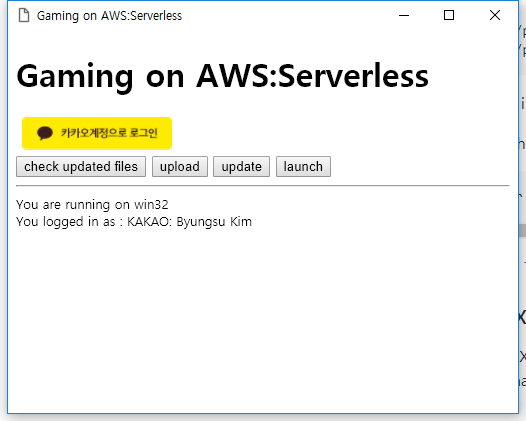 Gaming on AWS:Serverless
Gaming on AWS:Serverless
카카오계정으로 로그인
check updated files upload update launch
You are running on win32
You logged in as : KAKAO: Byungsu Kim